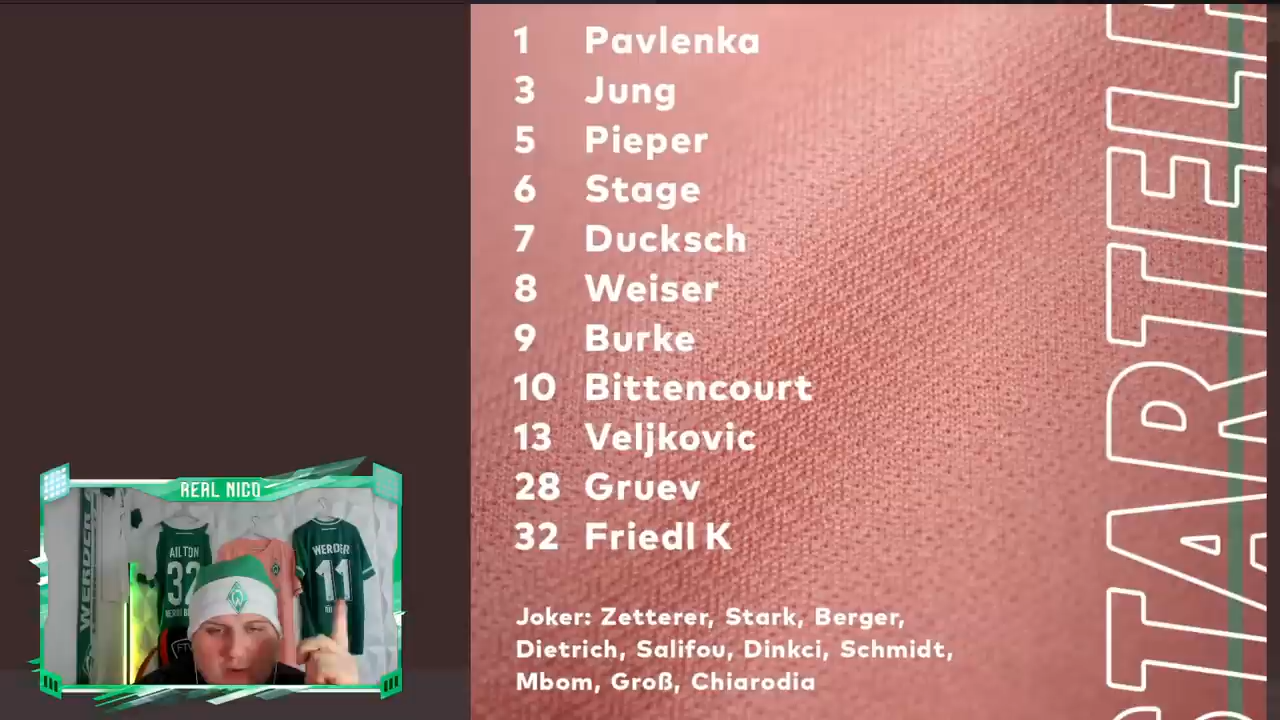 1 Pavlenka
3 Jung
5 Pieper
6 Stage
7 Ducksch
8 Weiser
9 Burke
10 Bittencourt
13 Veljkovic
28 Gruev
32 Friedl K
Joker: Zetterer, Stark, Berger,
Dietrich, Salifou, Dinkci, Schmidt,
Mbom, Groß, Chiarodia
STARTELF
REAL NICO
WERDER
AILTON
32
WERDER
11